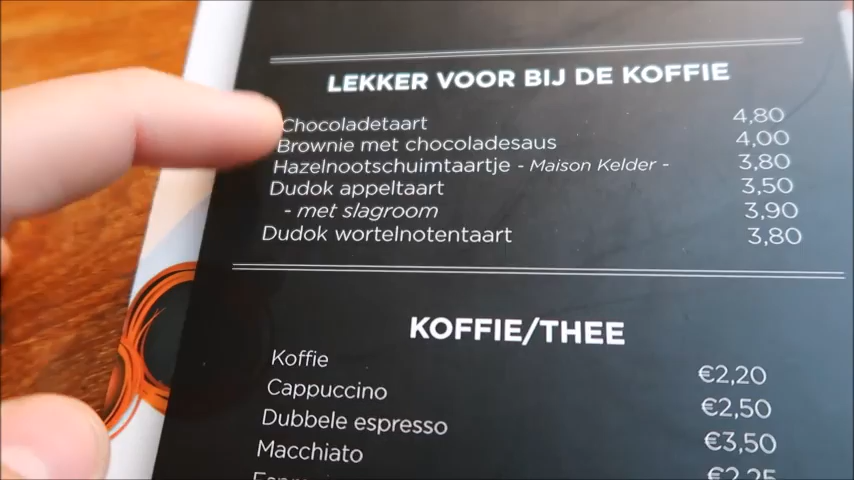 LEKKER VOOR BIJ DE KOFFIE
Chocoladetaart 4,80
Brownie met chocoladesaus 4,00
Hazelnootschuimtaartje - Maison Kelder - 3,80
Dudok appeltaart 3,50
- met slagroom 3,90
Dudok wortelnotentaart 3,80
KOFFIE/THEE
Koffie €2,20
Cappuccino €2,50
Dubbele espresso €3,50
Macchiato €2,25